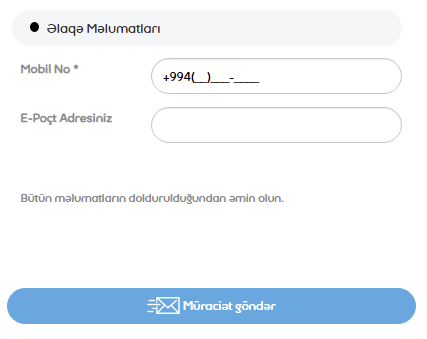 Əlaqə Məlumatları
Mobil No *
+994(__)___-____
E-Poçt Adresiniz
Bütün məlumatların doldurulduğundan əmin olun.
Müraciət göndər